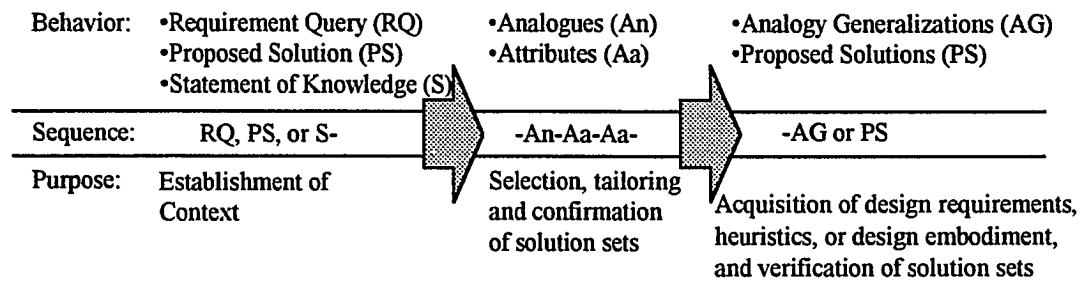 Behavior: •Requirement Query (RQ) •Analogues (An) •Analogy Generalizations (AG)
•Proposed Solution (PS) •Attributes (Aa) •Proposed Solutions (PS)
•Statement of Knowledge (S)
Sequence: RQ, PS, or S- -An-Aa-Aa- -AG or PS
Purpose: Establishment of Selection, tailoring
Context and confirmation Acquisition of design requirements,
of solution sets heuristics, or design embodiment,
and verification of solution sets